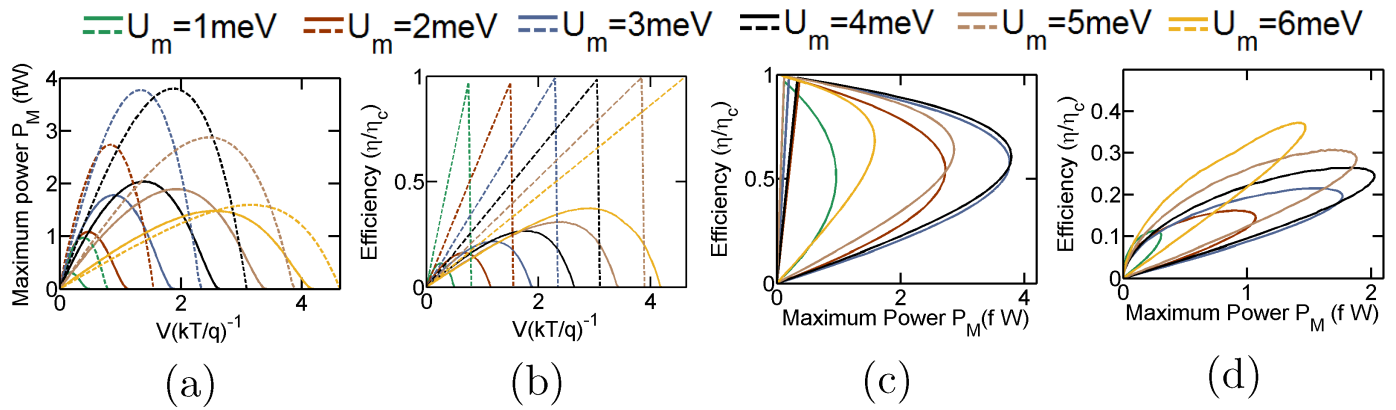 U_m=1meV U_m=2meV U_m=3meV U_m=4meV U_m=5meV U_m=6meV
Maximum power P_M (fW)
4
3
2
1
0
0 2 4
V(kT/q)^-1
(a)
Efficiency (η/η_c)
1
0.5
0
0 2 4
V(kT/q)^-1
(b)
Efficiency (η/η_c)
1
0.5
0
0 2 4
Maximum Power P_M (f W)
(c)
Efficiency (η/η_c)
0.4
0.3
0.2
0.1
0
0 1 2
Maximum Power P_M (f W)
(d)